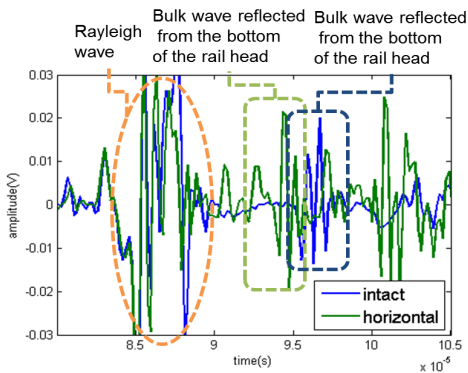 Rayleigh
wave
Bulk wave reflected
from the bottom
of the rail head
Bulk wave reflected
from the bottom
of the rail head
0.03
0.02
0.01
0
-0.01
-0.02
-0.03
amplitude(V)
8.5
9
9.5
10
10.5
time(s)
x 10⁻⁵
intact
horizontal